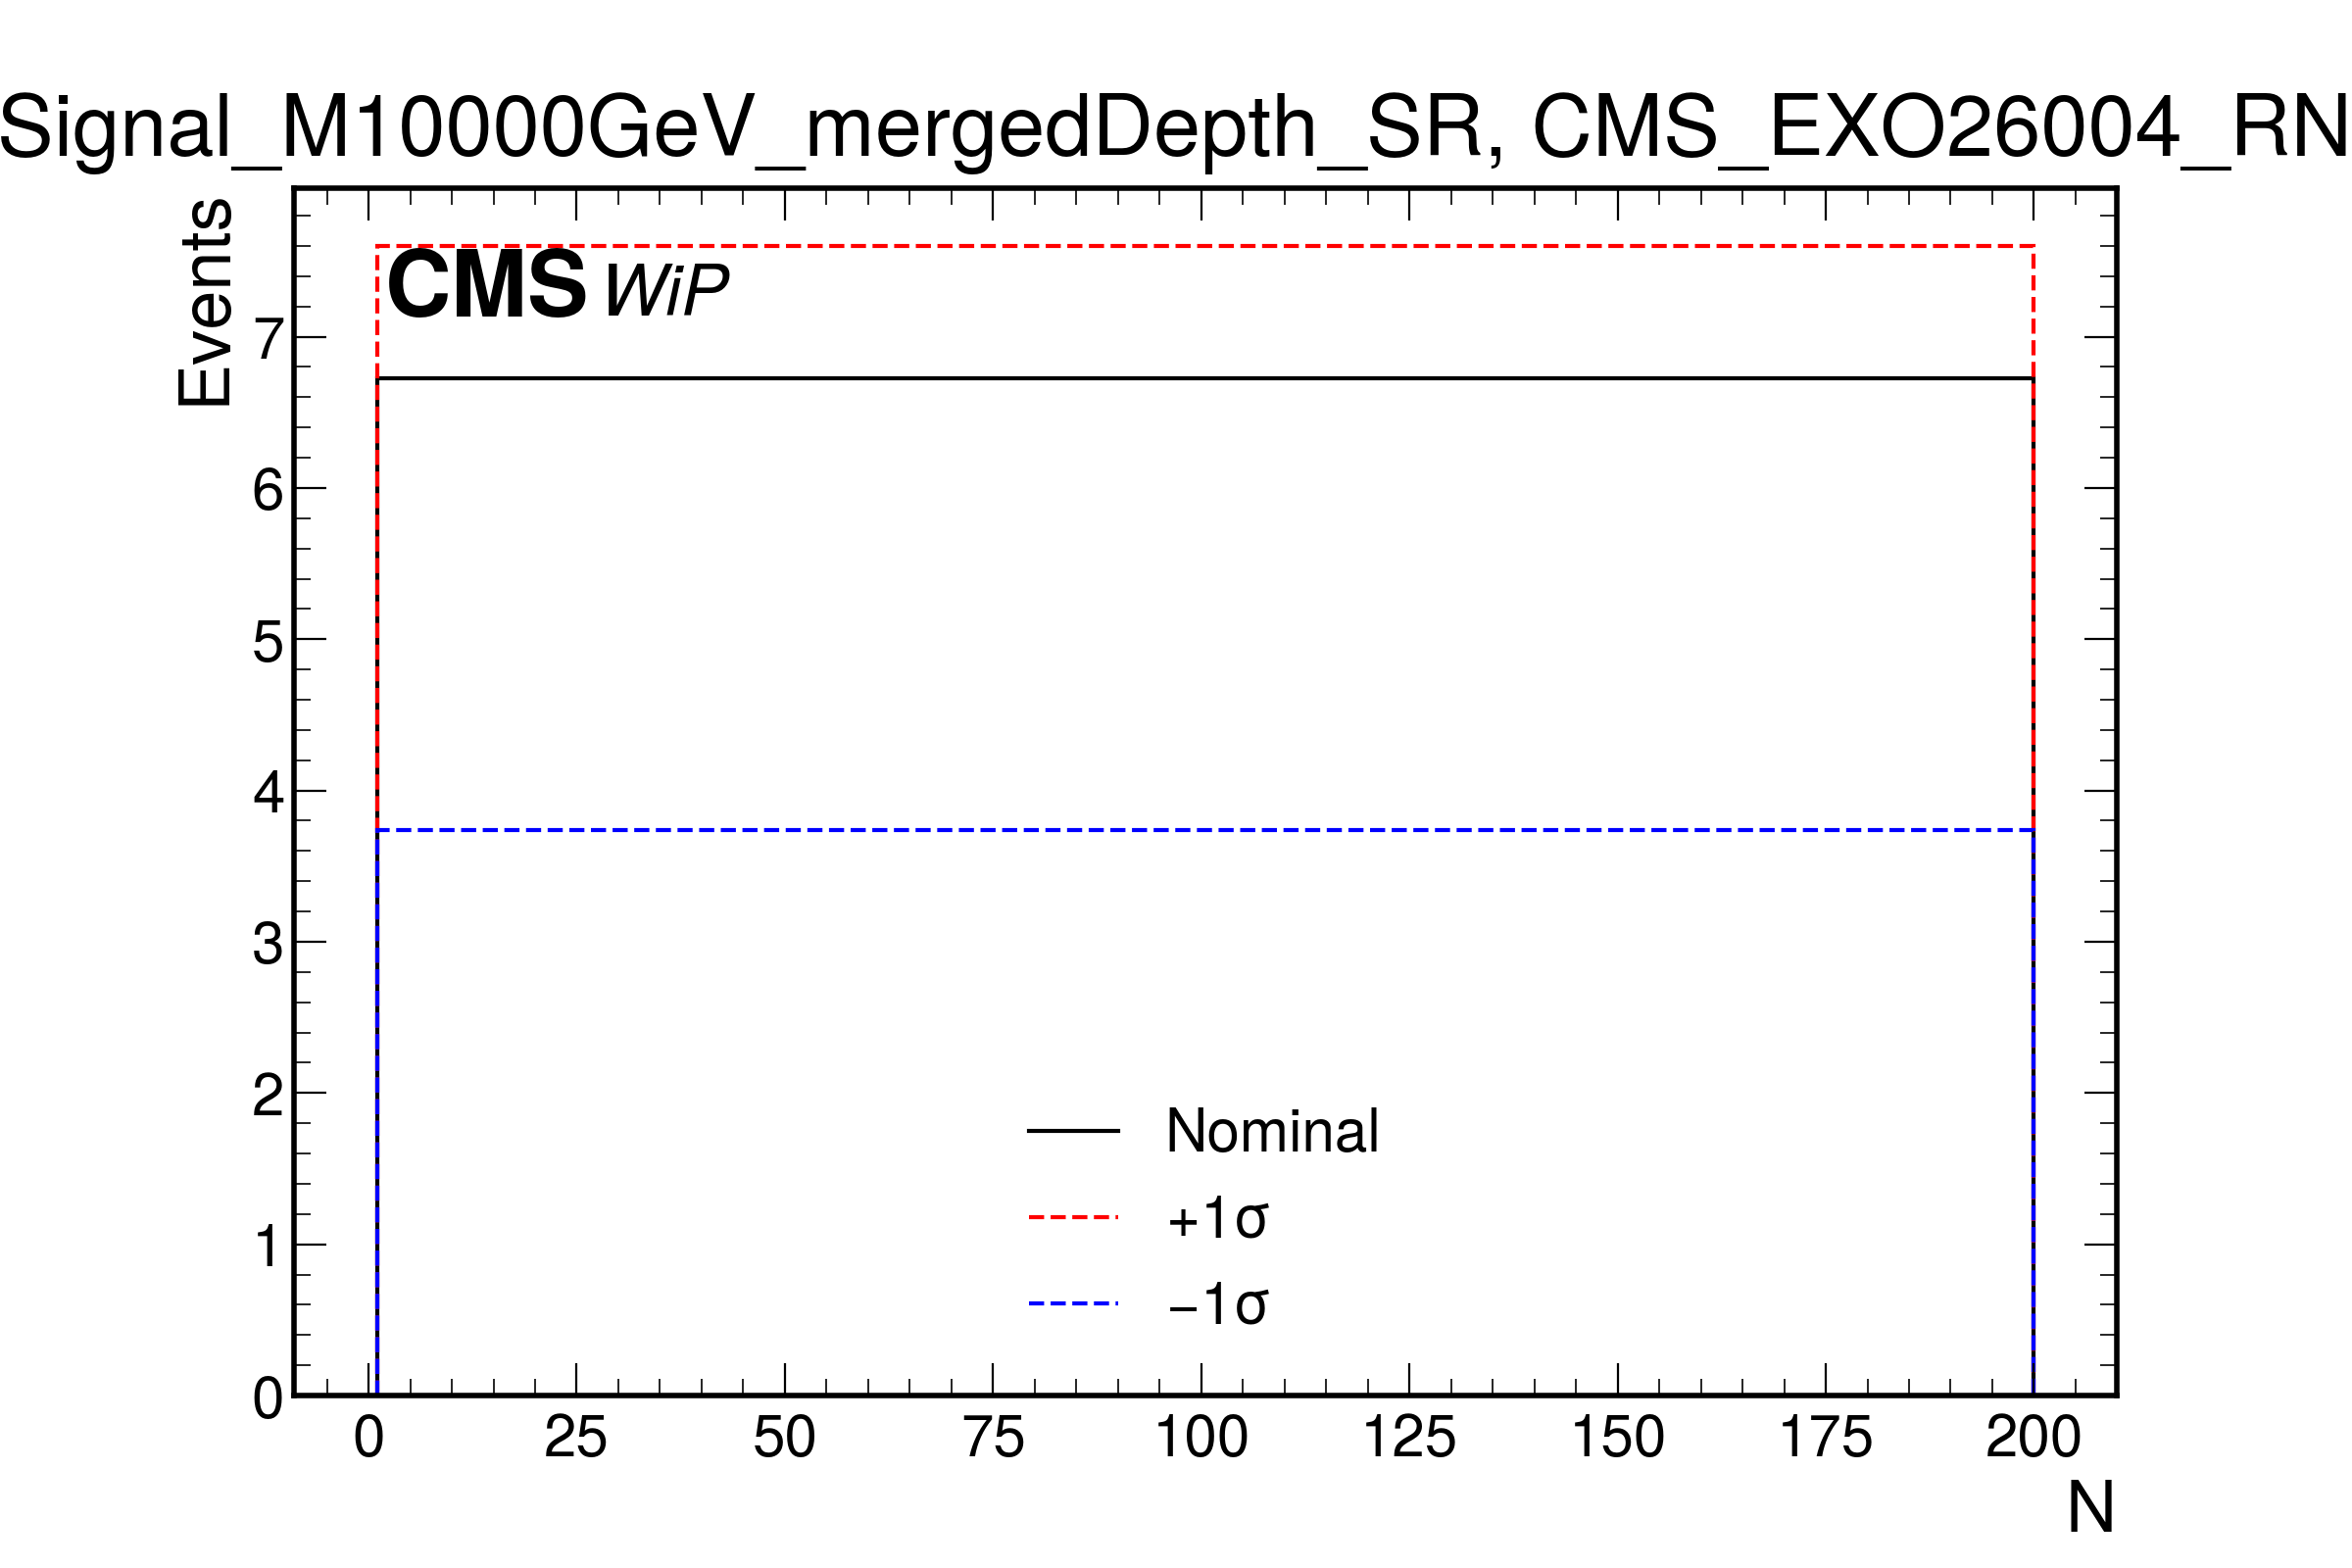 Signal_M10000GeV_mergedDepth_SR, CMS_EXO26004_RN
Events
CMS WiP
7
6
5
4
3
2
1
0
Nominal
+1σ
−1σ
0 25 50 75 100 125 150 175 200
N